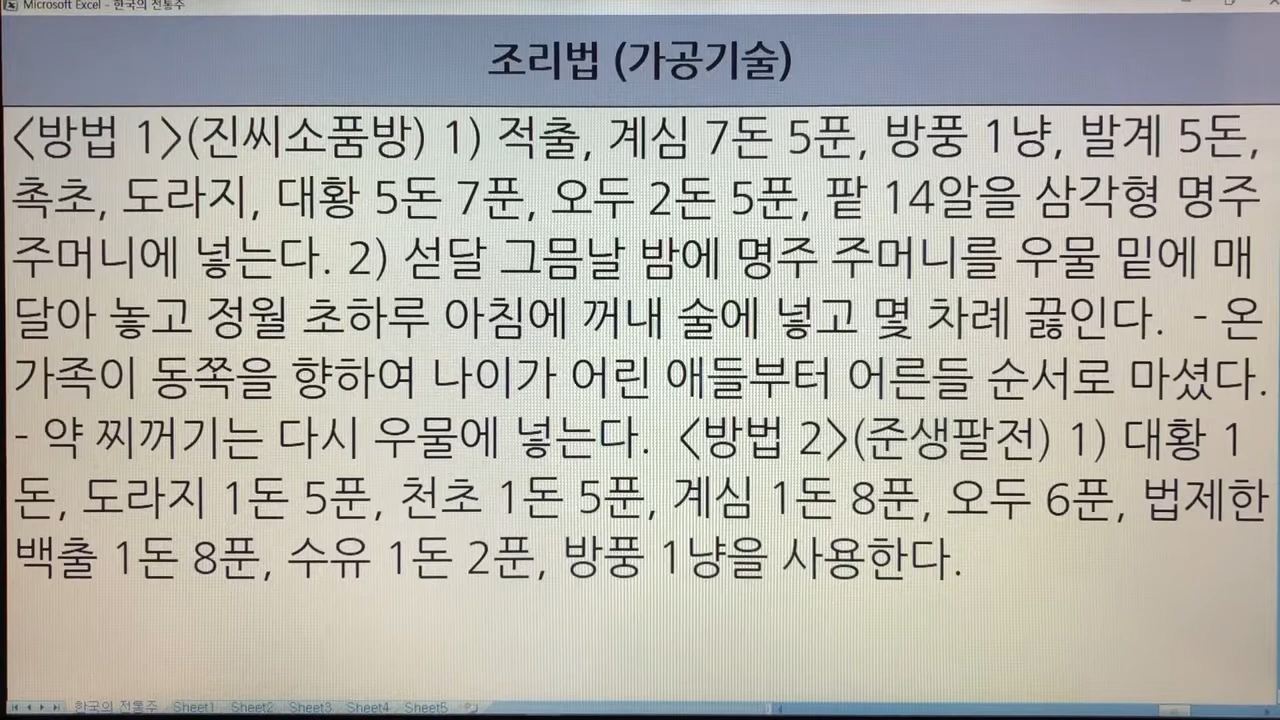 Microsoft Excel - 한국의 전통주
조리법 (가공기술)
<방법 1>(진씨소품방) 1) 적출, 계심 7돈 5푼, 방풍 1냥, 발계 5돈,
촉초, 도라지, 대황 5돈 7푼, 오두 2돈 5푼, 팥 14알을 삼각형 명주
주머니에 넣는다. 2) 섣달 그믐날 밤에 명주 주머니를 우물 밑에 매
달아 놓고 정월 초하루 아침에 꺼내 술에 넣고 몇 차례 끓인다. - 온
가족이 동쪽을 향하여 나이가 어린 애들부터 어른들 순서로 마셨다.
- 약 찌꺼기는 다시 우물에 넣는다. <방법 2>(준생팔전) 1) 대황 1
돈, 도라지 1돈 5푼, 천초 1돈 5푼, 계심 1돈 8푼, 오두 6푼, 법제한
백출 1돈 8푼, 수유 1돈 2푼, 방풍 1냥을 사용한다.
한국의 전통주 Sheet1 Sheet2 Sheet3 Sheet4 Sheet5